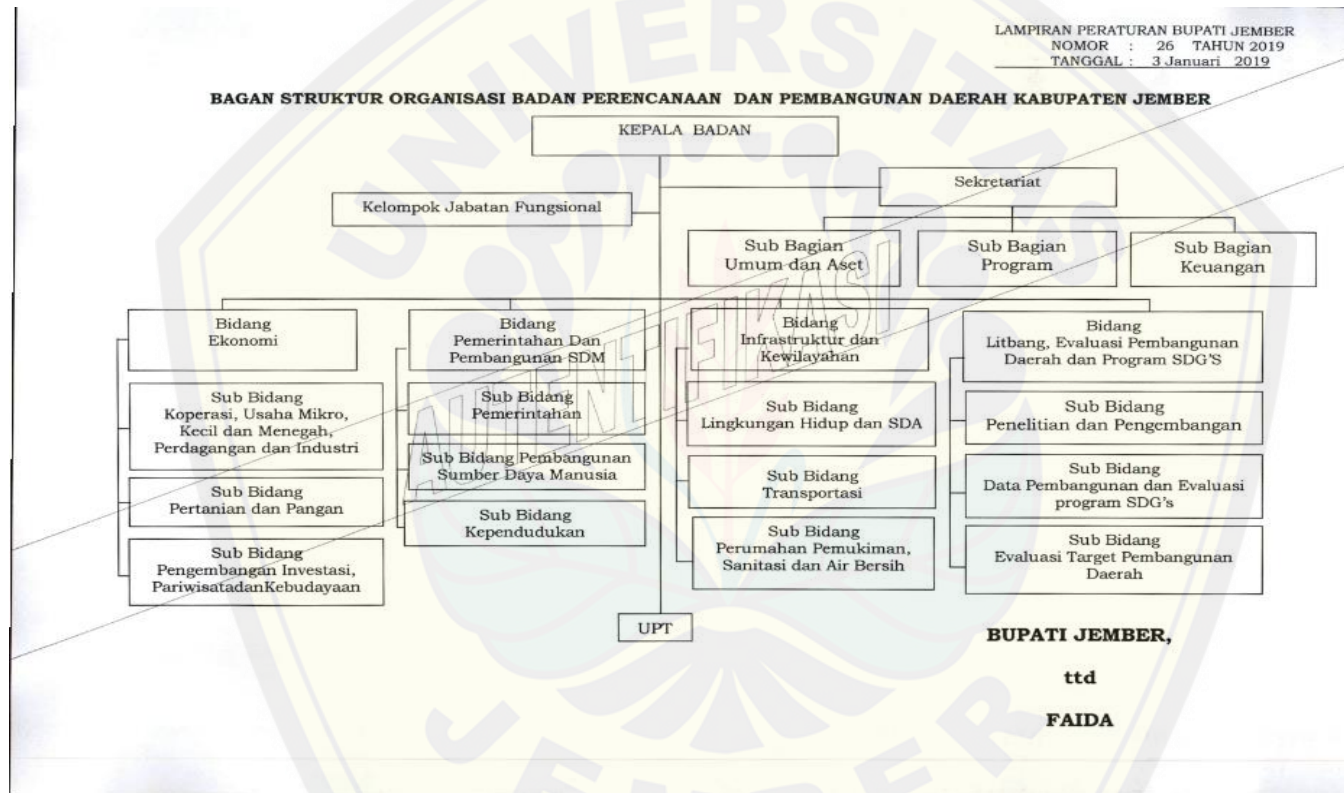 LAMPIRAN PERATURAN BUPATI JEMBER
NOMOR : 26 TAHUN 2019
TANGGAL : 3 Januari 2019
BAGAN STRUKTUR ORGANISASI BADAN PERENCANAAN DAN PEMBANGUNAN DAERAH KABUPATEN JEMBER
KEPALA BADAN
Sekretariat
Kelompok Jabatan Fungsional
Sub Bagian
Umum dan Aset
Sub Bagian
Program
Sub Bagian
Keuangan
Bidang
Ekonomi
Sub Bidang
Koperasi, Usaha Mikro,
Kecil dan Menegah,
Perdagangan dan Industri
Sub Bidang
Pertanian dan Pangan
Sub Bidang
Pengembangan Investasi,
PariwisatadanKebudayaan
Bidang
Pemerintahan Dan
Pembangunan SDM
Sub Bidang
Pemerintahan
Sub Bidang Pembangunan
Sumber Daya Manusia
Sub Bidang
Kependudukan
Bidang
Infrastruktur dan
Kewilayahan
Sub Bidang
Lingkungan Hidup dan SDA
Sub Bidang
Transportasi
Sub Bidang
Perumahan Pemukiman,
Sanitasi dan Air Bersih
Bidang
Litbang, Evaluasi Pembangunan
Daerah dan Program SDG'S
Sub Bidang
Penelitian dan Pengembangan
Sub Bidang
Data Pembangunan dan Evaluasi
program SDG's
Sub Bidang
Evaluasi Target Pembangunan
Daerah
UPT
BUPATI JEMBER,
ttd
FAIDA
AUTENTIFIKASI
UNIVERSITAS
JEMBER